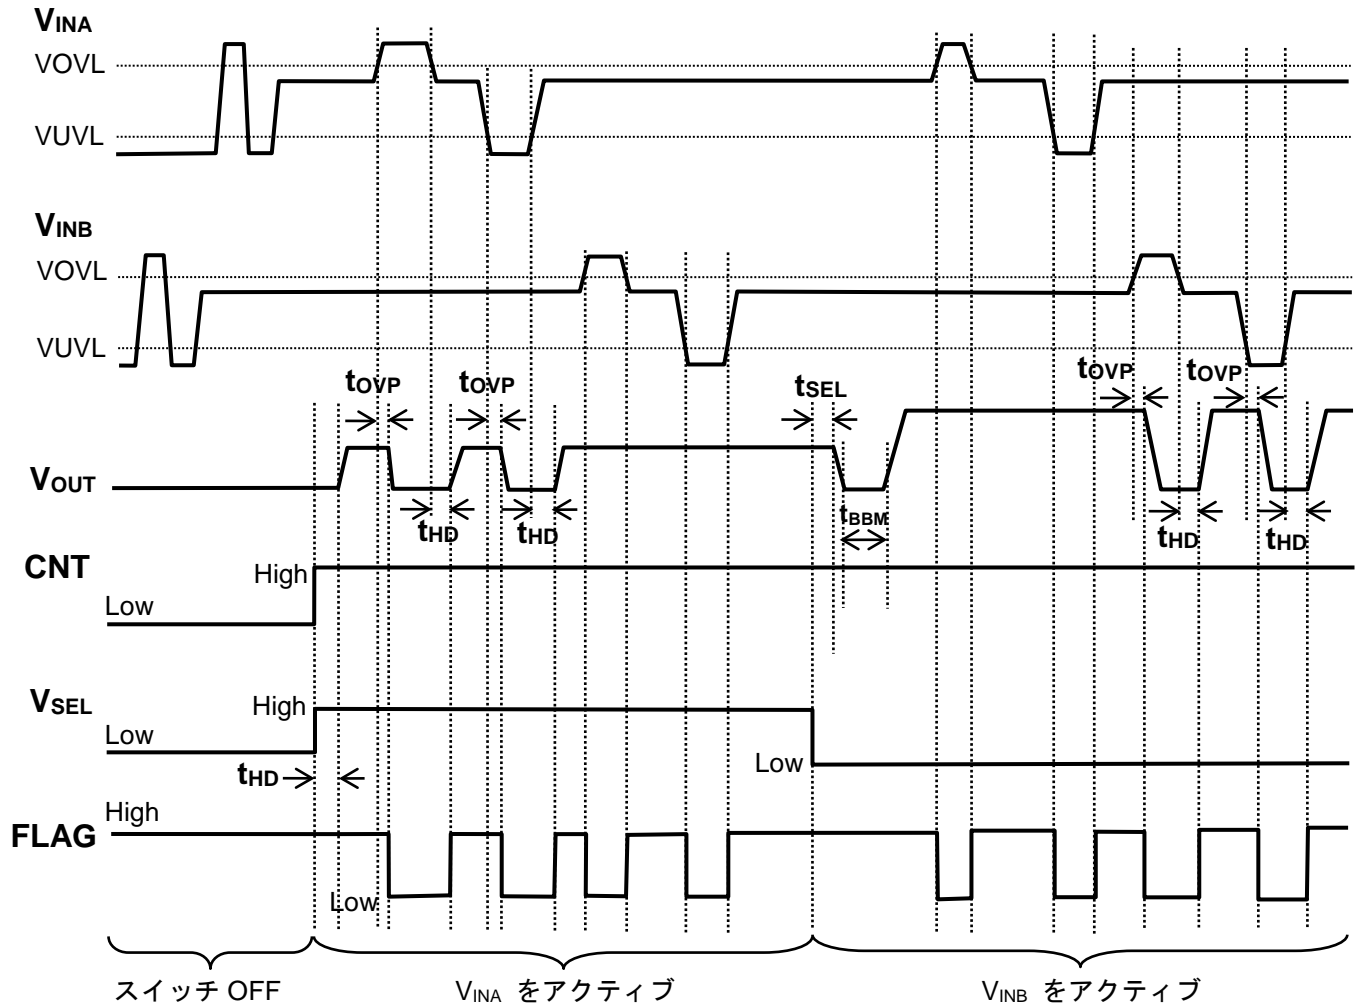 VINA
VOVL
VUVL
VINB
VOVL
VUVL
tOVP tOVP tSEL tOVP tOVP
VOUT
tHD tHD tBBM tHD tHD
CNT
High
Low
VSEL
High
Low
Low
tHD
High
FLAG
Low
スイッチ OFF VINA をアクティブ VINB をアクティブ